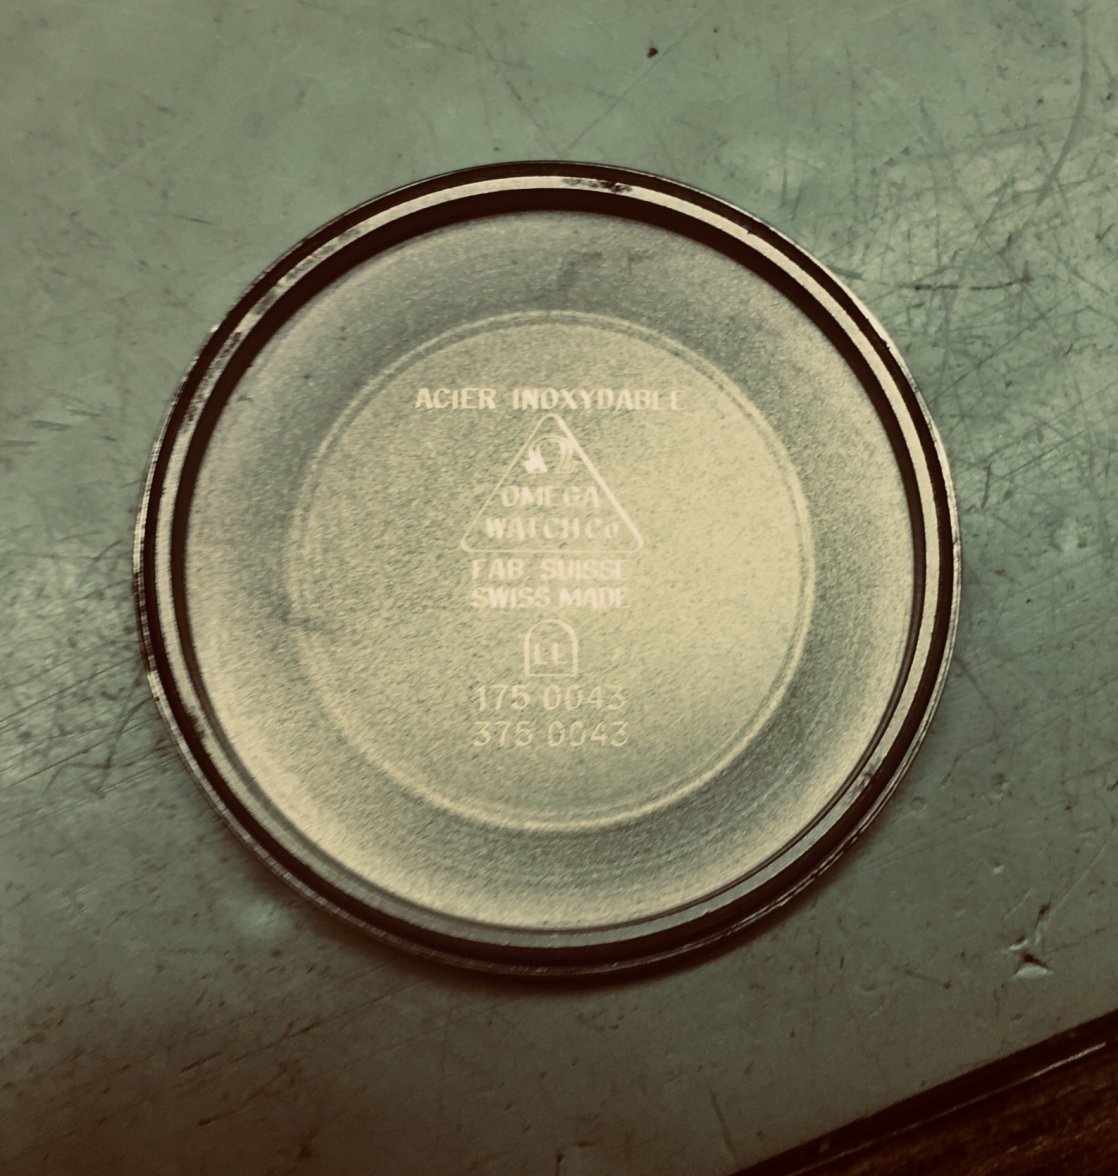 ACIER INOXYDABLE
OMEGA
WATCH Co
FAB SUISSE
SWISS MADE
LL
175 0043
375 0043